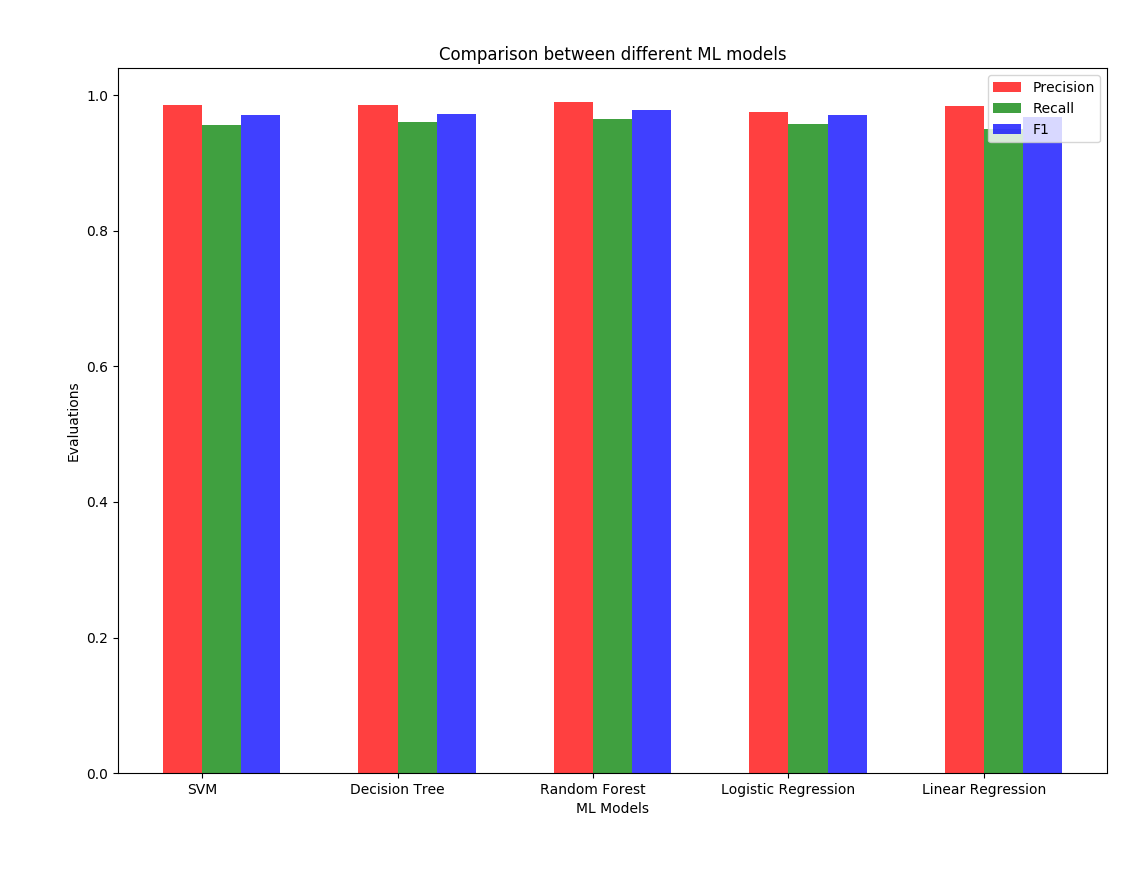 Comparison between different ML models
Precision
Recall
F1
1.0
0.8
0.6
0.4
0.2
0.0
Evaluations
SVM Decision Tree Random Forest Logistic Regression Linear Regression
ML Models